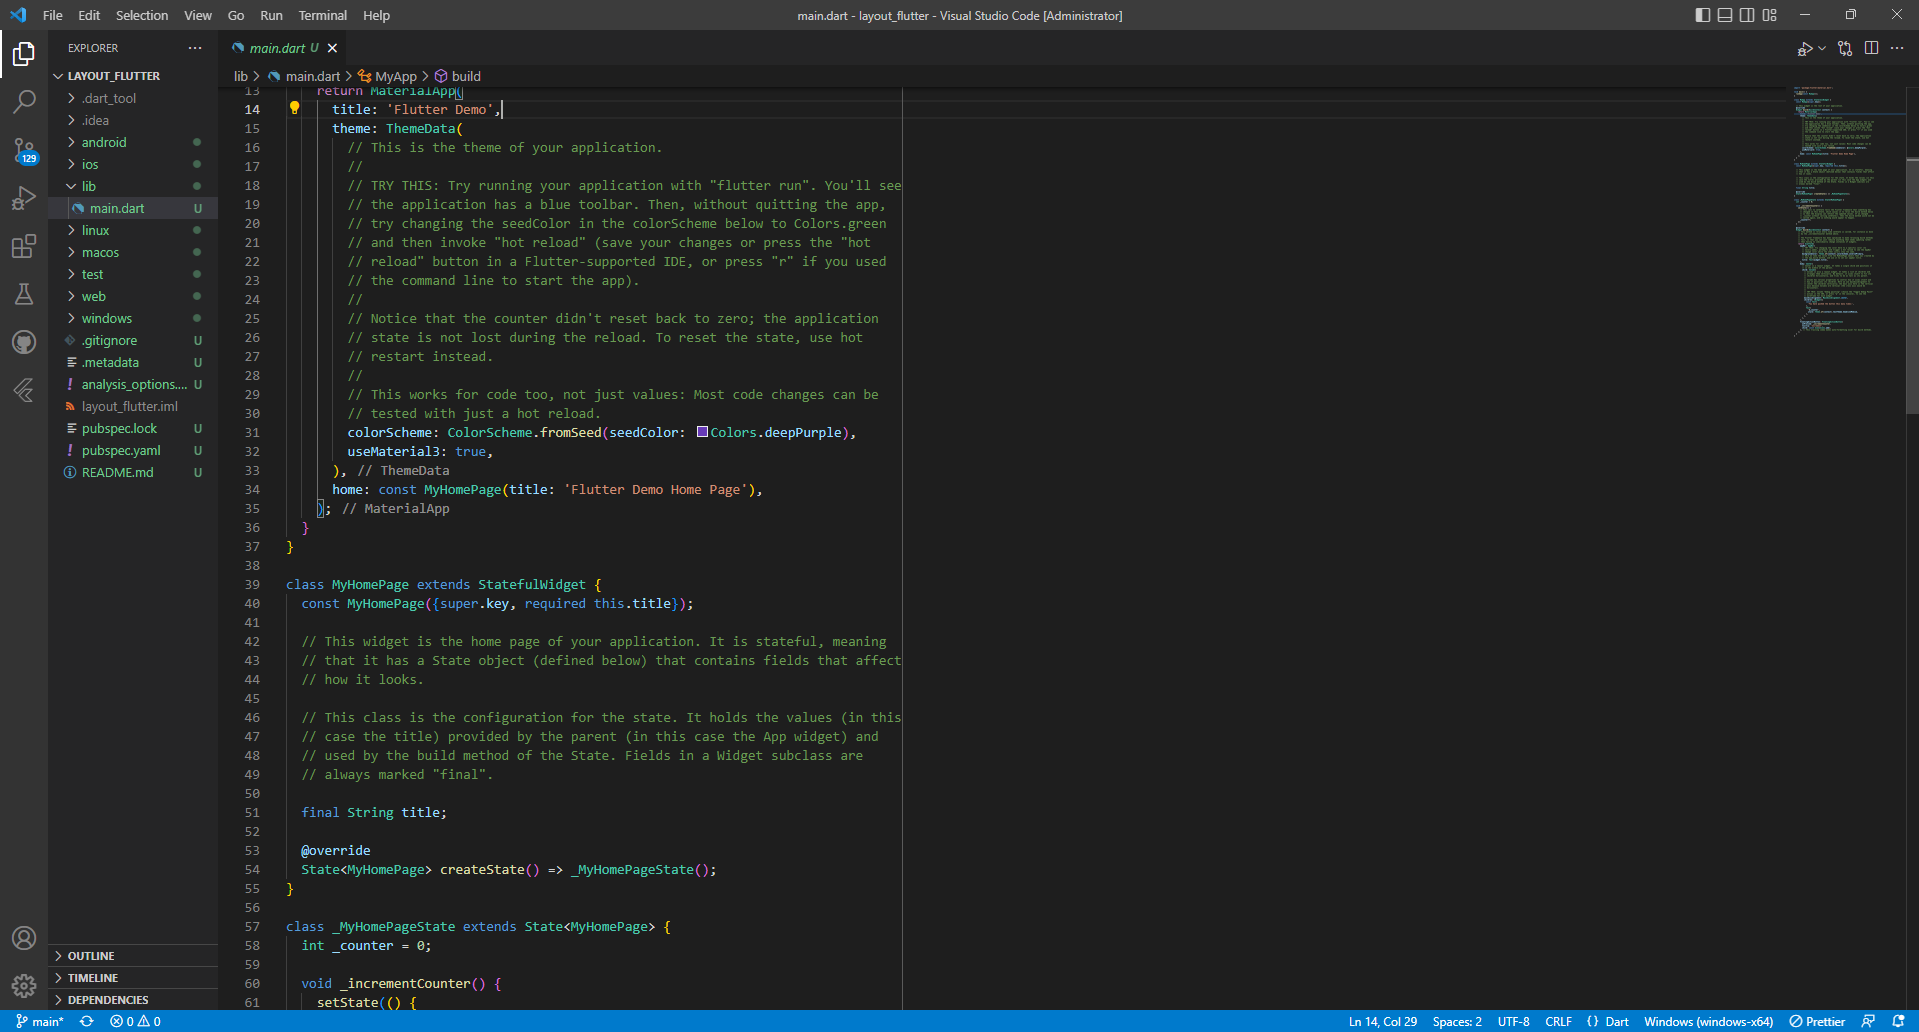 File Edit Selection View Go Run Terminal Help
main.dart - layout_flutter - Visual Studio Code [Administrator]
EXPLORER
LAYOUT_FLUTTER
.dart_tool
.idea
android
ios
lib
main.dart U
linux
macos
test
web
windows
.gitignore U
.metadata U
analysis_options.... U
layout_flutter.iml
pubspec.lock U
pubspec.yaml U
README.md U
OUTLINE
TIMELINE
DEPENDENCIES
129
main.dart U
lib > main.dart > MyApp > build
13 return MaterialApp(
14 title: 'Flutter Demo',
15 theme: ThemeData(
16 // This is the theme of your application.
17 //
18 // TRY THIS: Try running your application with "flutter run". You'll see
19 // the application has a blue toolbar. Then, without quitting the app,
20 // try changing the seedColor in the colorScheme below to Colors.green
21 // and then invoke "hot reload" (save your changes or press the "hot
22 // reload" button in a Flutter-supported IDE, or press "r" if you used
23 // the command line to start the app).
24 //
25 // Notice that the counter didn't reset back to zero; the application
26 // state is not lost during the reload. To reset the state, use hot
27 // restart instead.
28 //
29 // This works for code too, not just values: Most code changes can be
30 // tested with just a hot reload.
31 colorScheme: ColorScheme.fromSeed(seedColor: Colors.deepPurple),
32 useMaterial3: true,
33 ), // ThemeData
34 home: const MyHomePage(title: 'Flutter Demo Home Page'),
35 ); // MaterialApp
36 }
37 }
38
39 class MyHomePage extends StatefulWidget {
40 const MyHomePage({super.key, required this.title});
41
42 // This widget is the home page of your application. It is stateful, meaning
43 // that it has a State object (defined below) that contains fields that affect
44 // how it looks.
45
46 // This class is the configuration for the state. It holds the values (in this
47 // case the title) provided by the parent (in this case the App widget) and
48 // used by the build method of the State. Fields in a Widget subclass are
49 // always marked "final".
50
51 final String title;
52
53 @override
54 State<MyHomePage> createState() => _MyHomePageState();
55 }
56
57 class _MyHomePageState extends State<MyHomePage> {
58 int _counter = 0;
59
60 void _incrementCounter() {
61 setState(() {
main* 0 0 Ln 14, Col 29 Spaces: 2 UTF-8 CRLF {} Dart Windows (windows-x64) Prettier